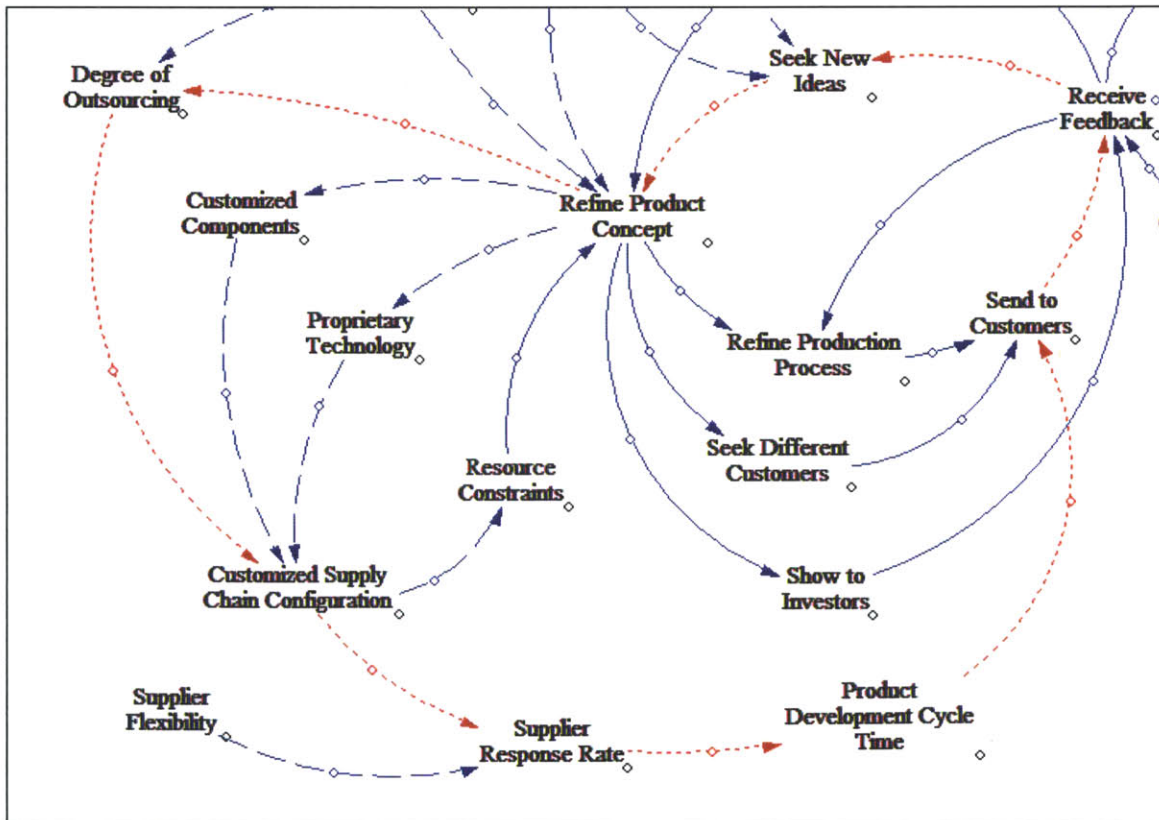 Seek New
Ideas
Degree of
Outsourcing
Receive
Feedback
Customized
Components
Refine Product
Concept
Send to
Customers
Proprietary
Technology
Refine Production
Process
Seek Different
Customers
Resource
Constraints
Customized Supply
Chain Configuration
Show to
Investors
Supplier
Flexibility
Product
Development Cycle
Time
Supplier
Response Rate